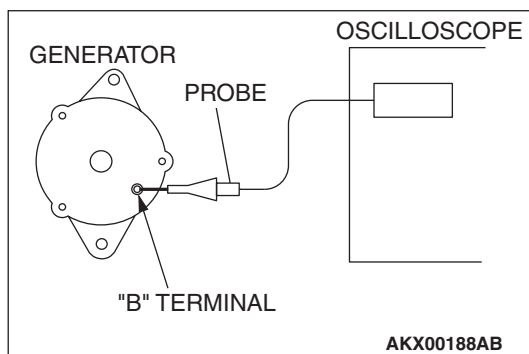 OSCILLOSCOPE
GENERATOR
PROBE
"B" TERMINAL
AKX00188AB